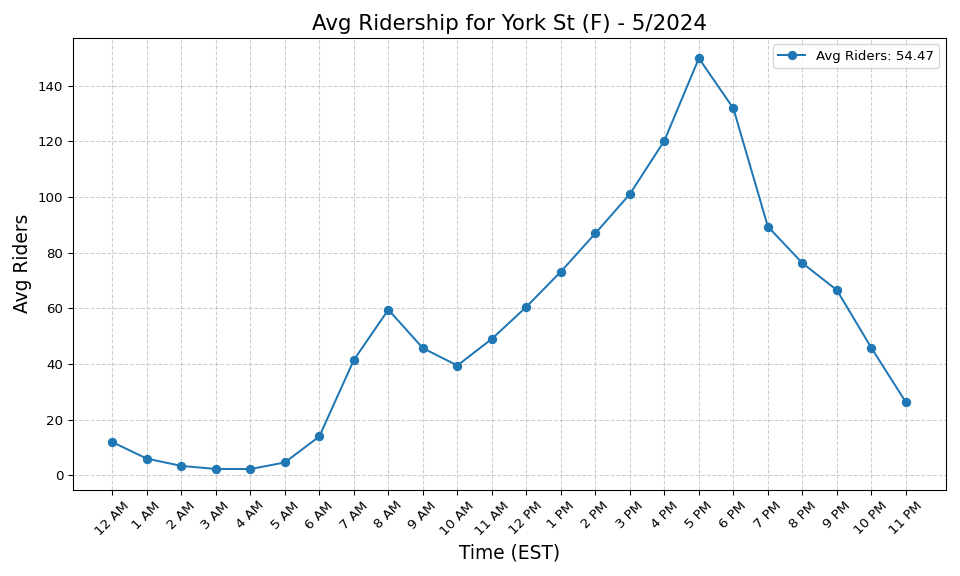 Avg Ridership for York St (F) - 5/2024
Avg Riders: 54.47
Avg Riders
140
120
100
80
60
40
20
0
12 AM
1 AM
2 AM
3 AM
4 AM
5 AM
6 AM
7 AM
8 AM
9 AM
10 AM
11 AM
12 PM
1 PM
2 PM
3 PM
4 PM
5 PM
6 PM
7 PM
8 PM
9 PM
10 PM
11 PM
Time (EST)